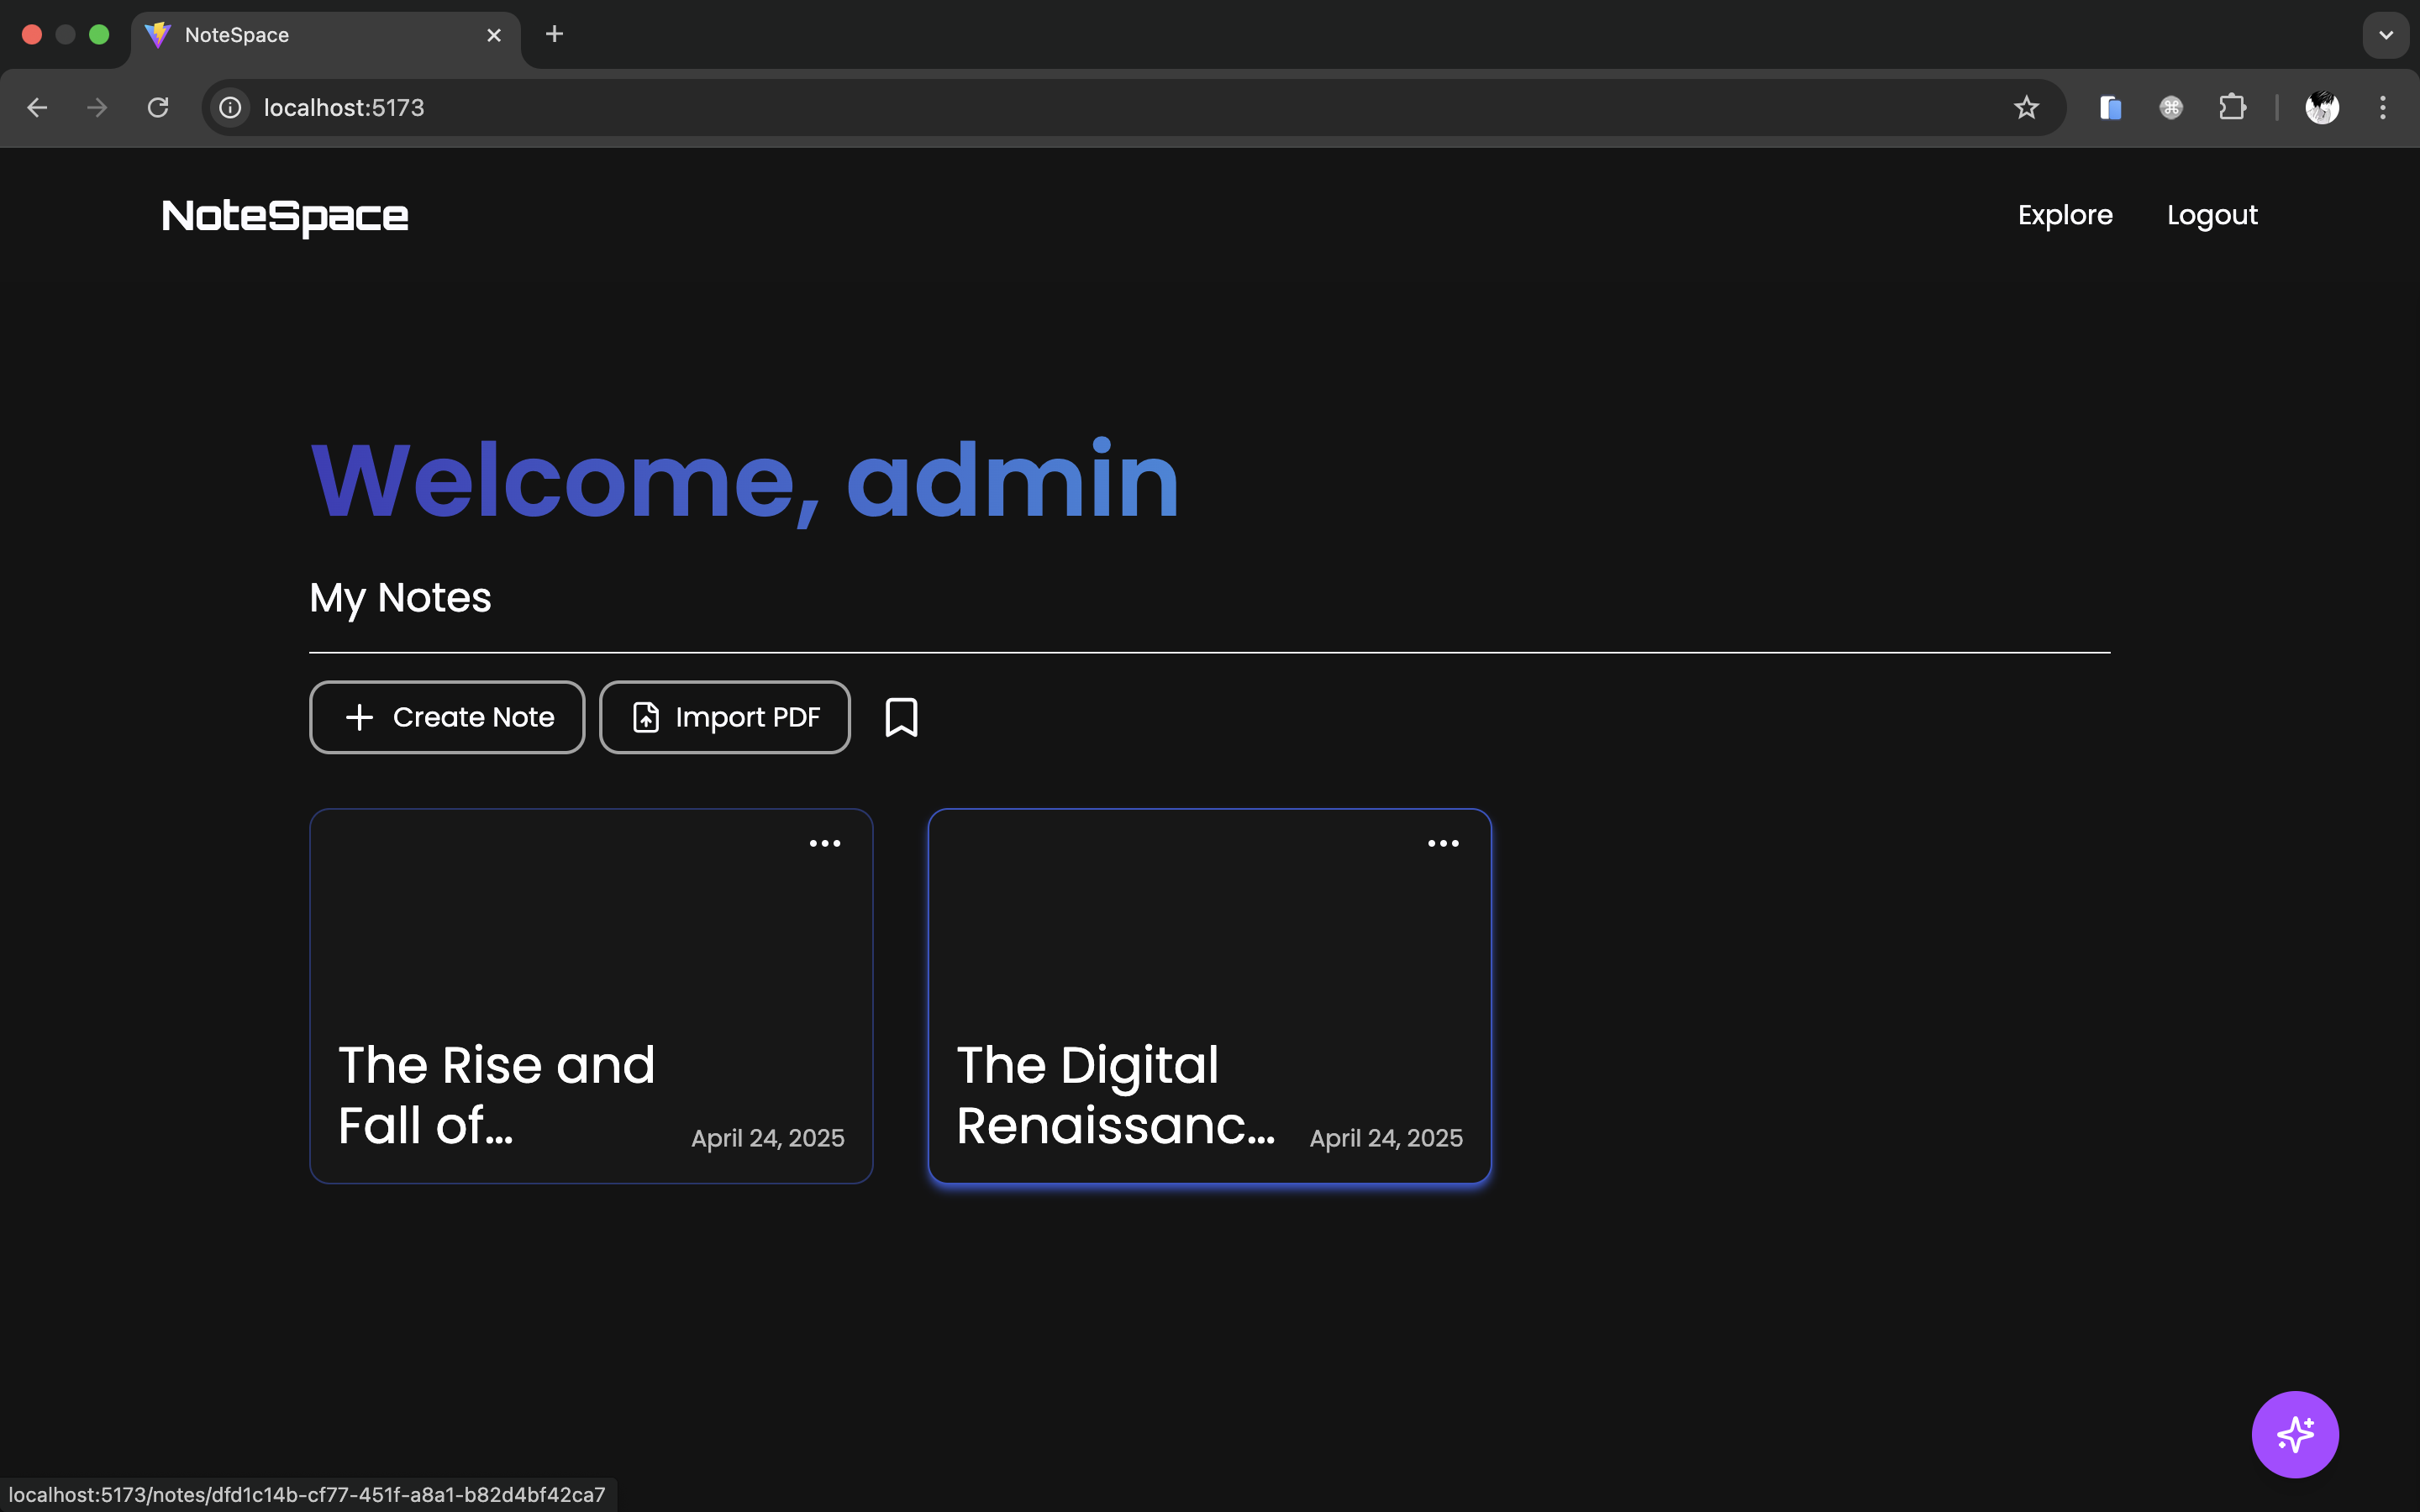 NoteSpace
localhost:5173
NoteSpace
Explore
Logout
Welcome, admin
My Notes
Create Note
Import PDF
The Rise and
Fall of...
April 24, 2025
The Digital
Renaissanc...
April 24, 2025
localhost:5173/notes/dfd1c14b-cf77-451f-a8a1-b82d4bf42ca7